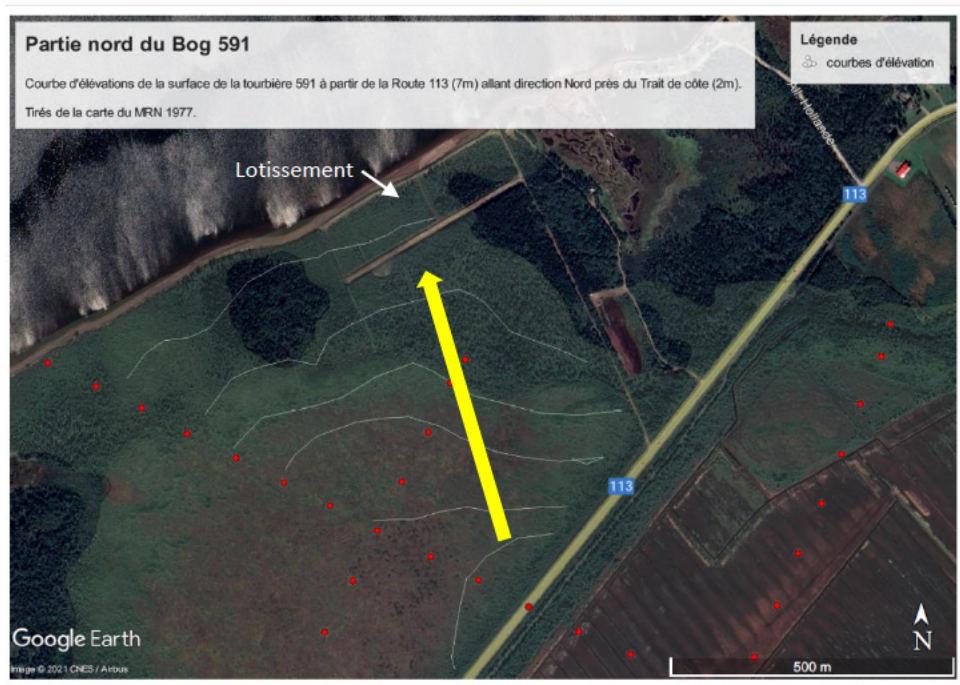 Partie nord du Bog 591
Courbe d'élévations de la surface de la tourbière 591 à partir de la Route 113 (7m) allant direction Nord près du Trait de côte (2m).
Tirés de la carte du MRN 1977.
Légende
courbes d'élévation
Lotissement
Hollande
113
113
N
500 m
Google Earth
Image © 2021 CNES / Airbus